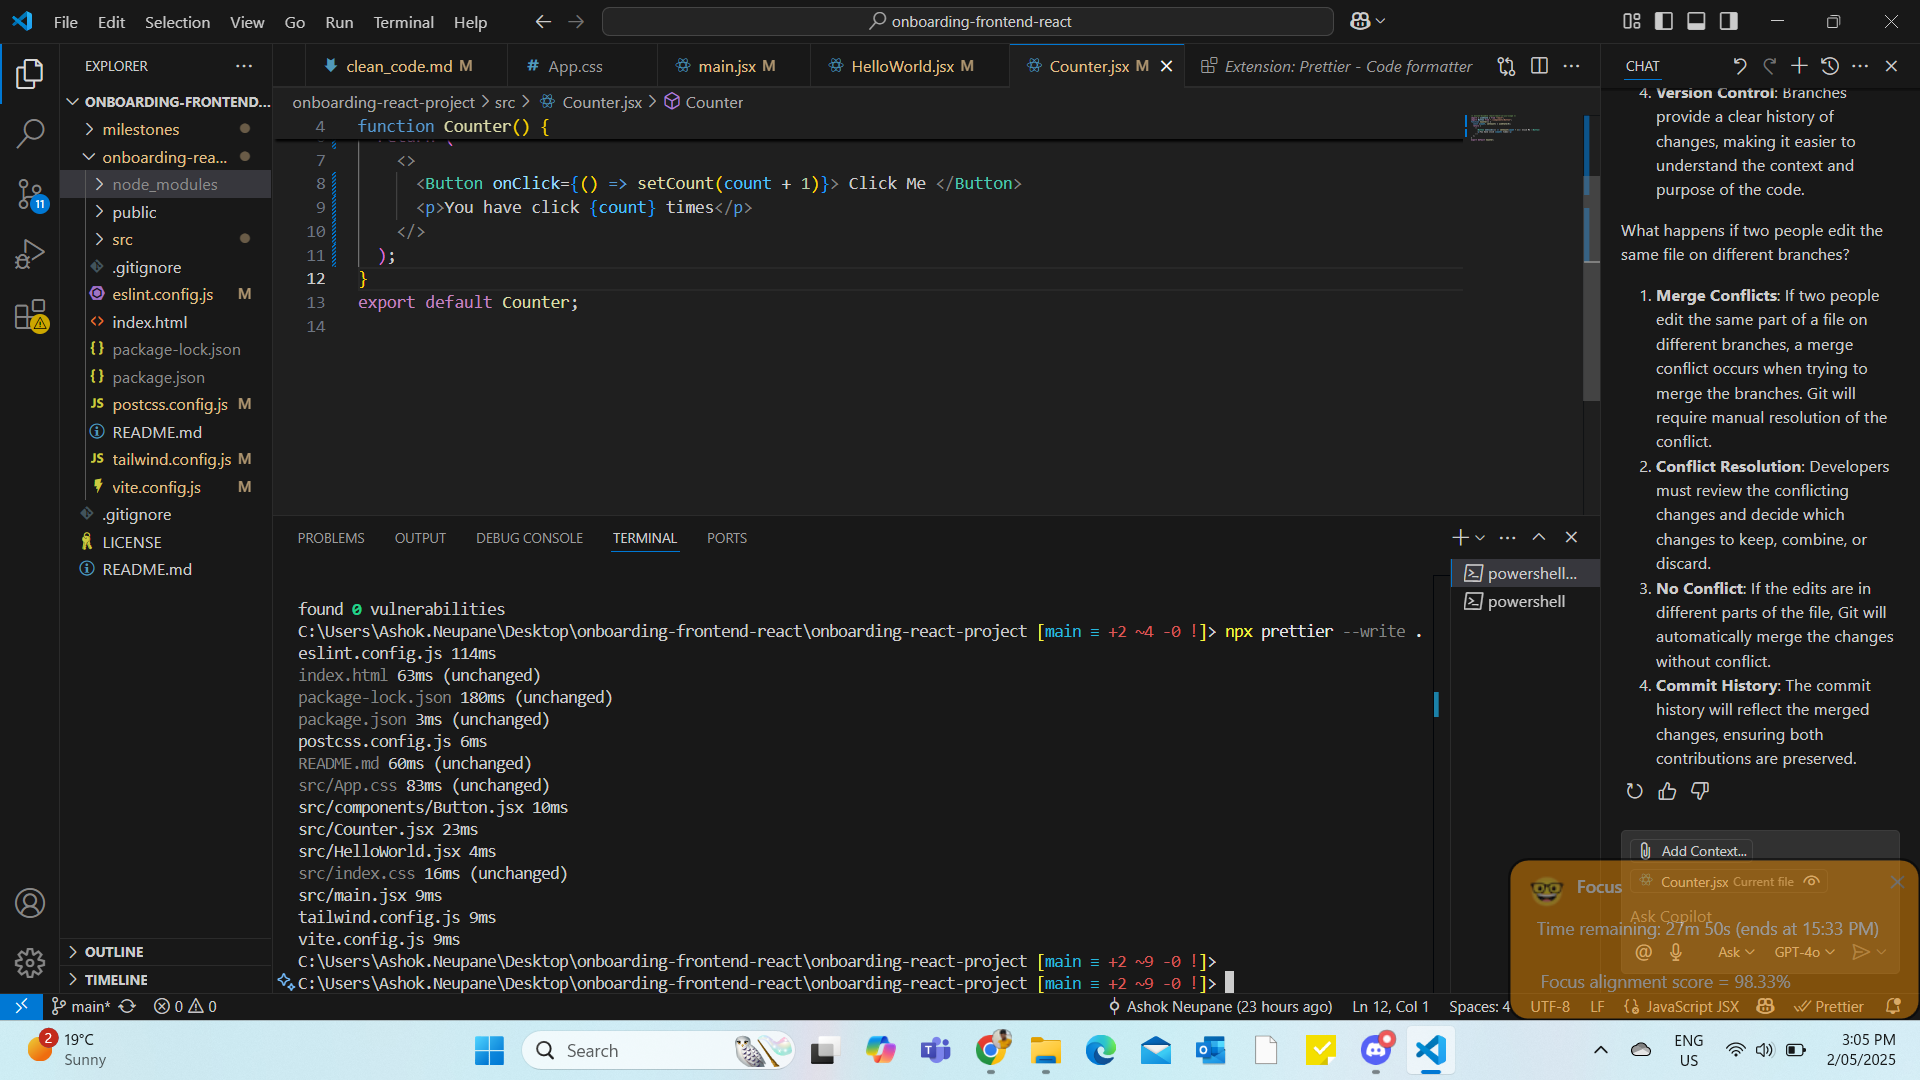 File Edit Selection View Go Run Terminal Help
onboarding-frontend-react
EXPLORER
ONBOARDING-FRONTEND...
milestones
onboarding-rea...
node_modules
public
src
.gitignore
eslint.config.js M
index.html
package-lock.json
package.json
postcss.config.js M
README.md
tailwind.config.js M
vite.config.js M
.gitignore
LICENSE
README.md
OUTLINE
TIMELINE
11
clean_code.md M
App.css
main.jsx M
HelloWorld.jsx M
Counter.jsx M
Extension: Prettier - Code formatter
onboarding-react-project > src > Counter.jsx > Counter
4 function Counter() {
7 <>
8 <Button onClick={() => setCount(count + 1)}> Click Me </Button>
9 <p>You have click {count} times</p>
10 </>
11 );
12 }
13 export default Counter;
14
PROBLEMS OUTPUT DEBUG CONSOLE TERMINAL PORTS
powershell...
powershell
found 0 vulnerabilities
C:\Users\Ashok.Neupane\Desktop\onboarding-frontend-react\onboarding-react-project [main ≡ +2 ~4 -0 !]> npx prettier --write .
eslint.config.js 114ms
index.html 63ms (unchanged)
package-lock.json 180ms (unchanged)
package.json 3ms (unchanged)
postcss.config.js 6ms
README.md 60ms (unchanged)
src/App.css 83ms (unchanged)
src/components/Button.jsx 10ms
src/Counter.jsx 23ms
src/HelloWorld.jsx 4ms
src/index.css 16ms (unchanged)
src/main.jsx 9ms
tailwind.config.js 9ms
vite.config.js 9ms
C:\Users\Ashok.Neupane\Desktop\onboarding-frontend-react\onboarding-react-project [main ≡ +2 ~9 -0 !]>
C:\Users\Ashok.Neupane\Desktop\onboarding-frontend-react\onboarding-react-project [main ≡ +2 ~9 -0 !]>
CHAT
4. Version Control: Branches
provide a clear history of
changes, making it easier to
understand the context and
purpose of the code.
What happens if two people edit the
same file on different branches?
1. Merge Conflicts: If two people
edit the same part of a file on
different branches, a merge
conflict occurs when trying to
merge the branches. Git will
require manual resolution of the
conflict.
2. Conflict Resolution: Developers
must review the conflicting
changes and decide which
changes to keep, combine, or
discard.
3. No Conflict: If the edits are in
different parts of the file, Git will
automatically merge the changes
without conflict.
4. Commit History: The commit
history will reflect the merged
changes, ensuring both
contributions are preserved.
Add Context...
Counter.jsx Current file
Ask Copilot
Ask GPT-4o
Focus
Time remaining: 27m 50s (ends at 15:33 PM)
Focus alignment score = 98.33%
main* 0 0
Ashok Neupane (23 hours ago) Ln 12, Col 1 Spaces: 4 UTF-8 LF JavaScript JSX Prettier
2
19°C
Sunny
Search
ENG
US
3:05 PM
2/05/2025